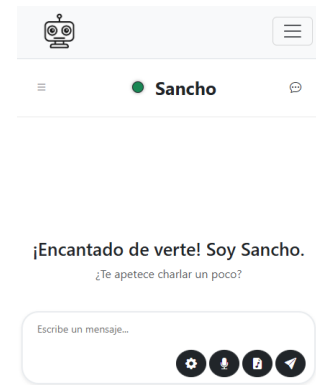 Sancho
¡Encantado de verte! Soy Sancho.
¿Te apetece charlar un poco?
Escribe un mensaje...